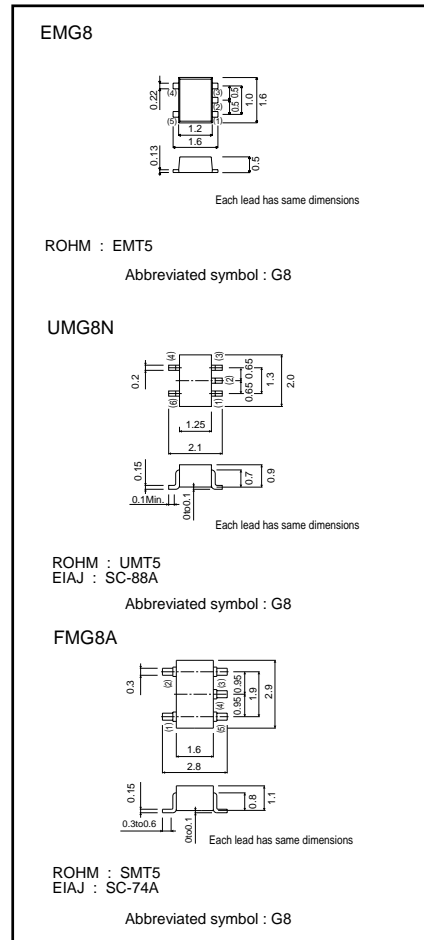 EMG8
0.22
(4)
(3)
(2)
(5)
(1)
0.5 0.5
1.0
1.6
1.2
1.6
0.13
0.5
Each lead has same dimensions
ROHM : EMT5
Abbreviated symbol : G8
UMG8N
0.2
(4)
(3)
(2)
(6)
(1)
0.65 0.65
1.3
2.0
1.25
2.1
0.15
0.1Min.
0to0.1
0.7
0.9
Each lead has same dimensions
ROHM : UMT5
EIAJ : SC-88A
Abbreviated symbol : G8
FMG8A
0.3
(2)
(3)
(4)
(1)
(5)
0.95 0.95
1.9
2.9
1.6
2.8
0.15
0.3to0.6
0to0.1
0.8
1.1
Each lead has same dimensions
ROHM : SMT5
EIAJ : SC-74A
Abbreviated symbol : G8